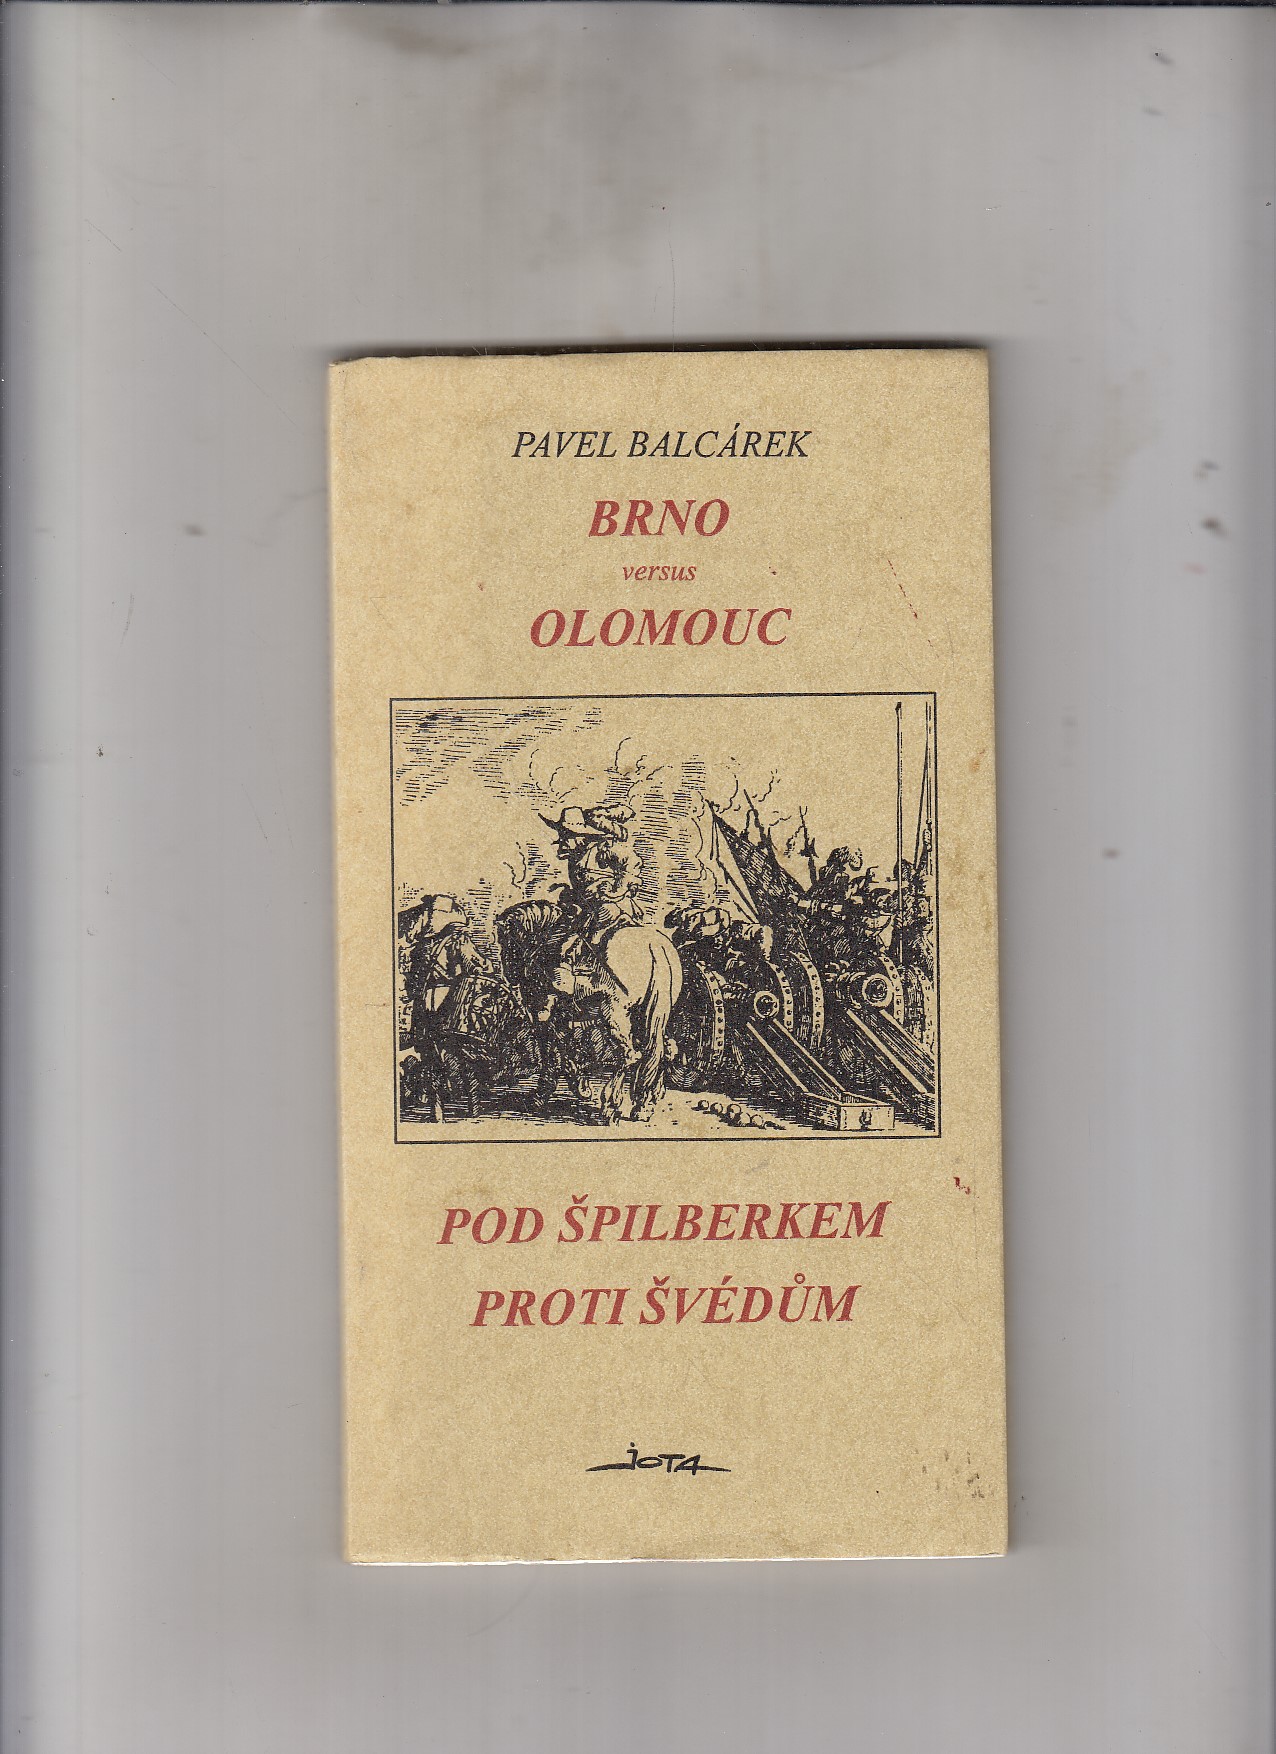 PAVEL BALCÁREK
BRNO
versus
OLOMOUC
POD ŠPILBERKEM
PROTI ŠVÉDŮM
JOTA